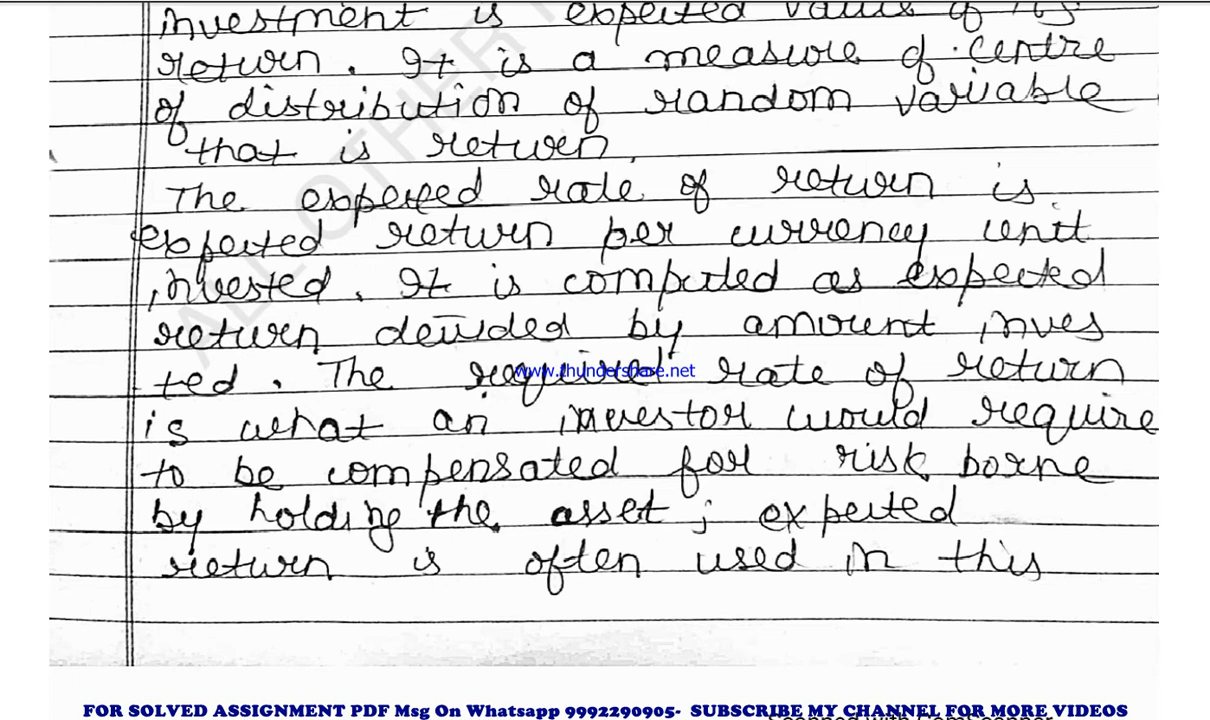 investment is expected value of its
return. It is a measure of centre
of distribution of random variable
that is return.
The expected rate of return is
expected return per currency unit
invested. It is computed as expected
return devided by amount inves
ted. The required rate of return
www.thundershare.net
is what an investor would require
to be compensated for risk borne
by holding the asset; expected
return is often used in this
FOR SOLVED ASSIGNMENT PDF Msg On Whatsapp 9992290905- SUBSCRIBE MY CHANNEL FOR MORE VIDEOS